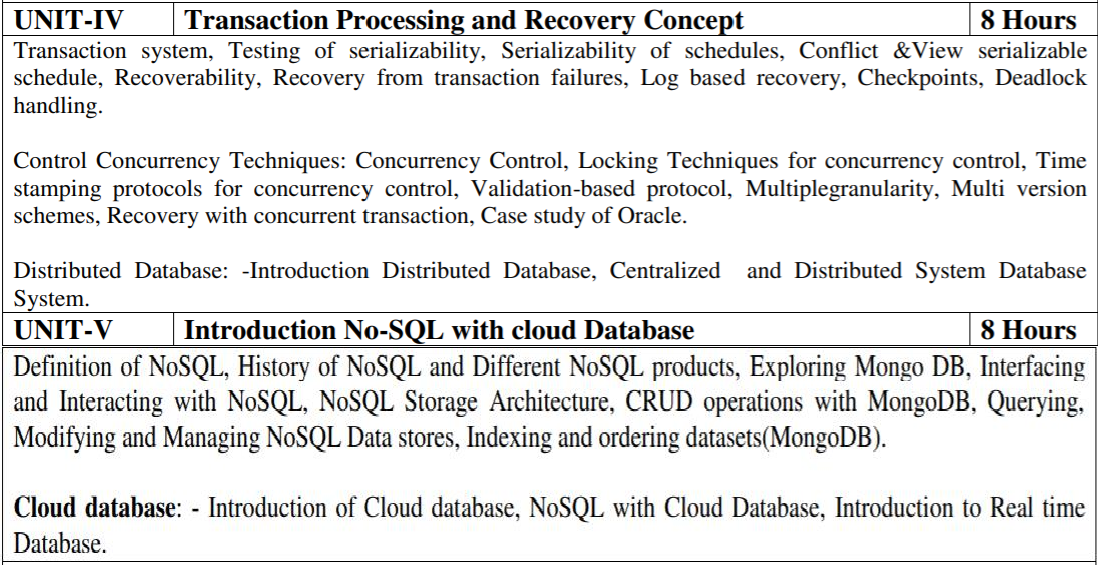 UNIT-IV Transaction Processing and Recovery Concept 8 Hours
Transaction system, Testing of serializability, Serializability of schedules, Conflict &View serializable
schedule, Recoverability, Recovery from transaction failures, Log based recovery, Checkpoints, Deadlock
handling.
Control Concurrency Techniques: Concurrency Control, Locking Techniques for concurrency control, Time
stamping protocols for concurrency control, Validation-based protocol, Multiplegranularity, Multi version
schemes, Recovery with concurrent transaction, Case study of Oracle.
Distributed Database: -Introduction Distributed Database, Centralized and Distributed System Database
System.
UNIT-V Introduction No-SQL with cloud Database 8 Hours
Definition of NoSQL, History of NoSQL and Different NoSQL products, Exploring Mongo DB, Interfacing
and Interacting with NoSQL, NoSQL Storage Architecture, CRUD operations with MongoDB, Querying,
Modifying and Managing NoSQL Data stores, Indexing and ordering datasets(MongoDB).
Cloud database: - Introduction of Cloud database, NoSQL with Cloud Database, Introduction to Real time
Database.